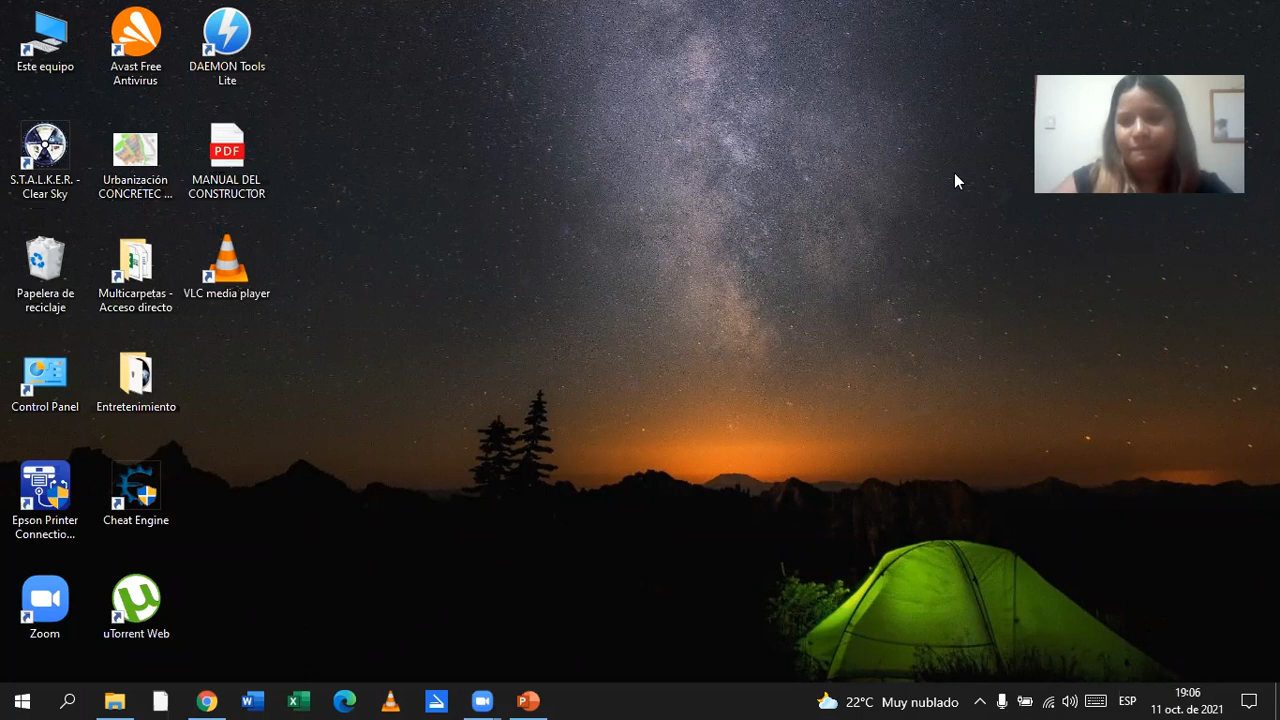 Este equipo
Avast Free
Antivirus
DAEMON Tools
Lite
S.T.A.L.K.E.R. -
Clear Sky
Urbanización
CONCRETEC ...
PDF
MANUAL DEL
CONSTRUCTOR
Papelera de
reciclaje
Multicarpetas -
Acceso directo
VLC media player
Control Panel
Entretenimiento
Epson Printer
Connectio...
Cheat Engine
Zoom
uTorrent Web
22°C Muy nublado
ESP
19:06
11 oct. de 2021